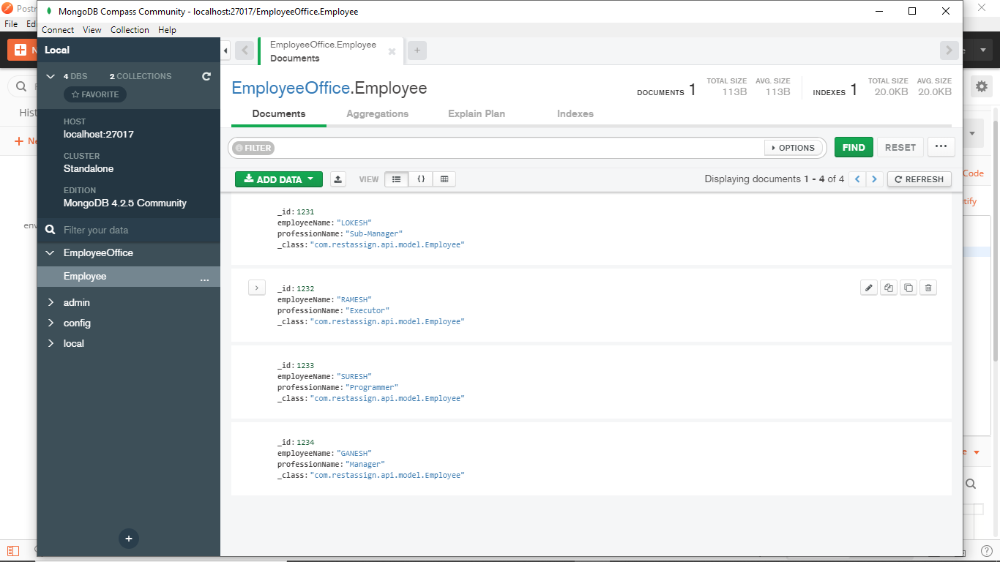 Postm
MongoDB Compass Community - localhost:27017/EmployeeOffice.Employee
File Edi
Connect View Collection Help
Local
4 DBS 2 COLLECTIONS
FAVORITE
HOST
localhost:27017
CLUSTER
Standalone
EDITION
MongoDB 4.2.5 Community
Filter your data
EmployeeOffice
Employee ...
admin
config
local
+
EmployeeOffice.Employee
Documents
+
EmployeeOffice.Employee
DOCUMENTS 1 TOTAL SIZE 113B AVG. SIZE 113B INDEXES 1 TOTAL SIZE 20.0KB AVG. SIZE 20.0KB
Documents Aggregations Explain Plan Indexes
FILTER OPTIONS FIND RESET ...
ADD DATA VIEW {} Displaying documents 1 - 4 of 4 REFRESH
_id: 1231
employeeName: "LOKESH"
professionName: "Sub-Manager"
_class: "com.restassign.api.model.Employee"
_id: 1232
employeeName: "RAMESH"
professionName: "Executor"
_class: "com.restassign.api.model.Employee"
_id: 1233
employeeName: "SURESH"
professionName: "Programmer"
_class: "com.restassign.api.model.Employee"
_id: 1234
employeeName: "GANESH"
professionName: "Manager"
_class: "com.restassign.api.model.Employee"
Hist
Ne
env
Code
tify